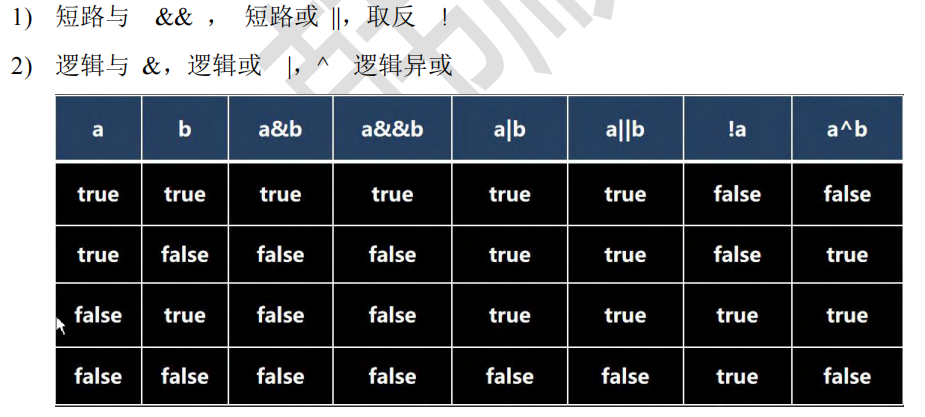 1) 短路与 && ， 短路或 ||，取反 !
2) 逻辑与 &，逻辑或 |，^ 逻辑异或
a b a&b a&&b a|b a||b !a a^b
true true true true true true false false
true false false false true true false true
false true false false true true true true
false false false false false false true false